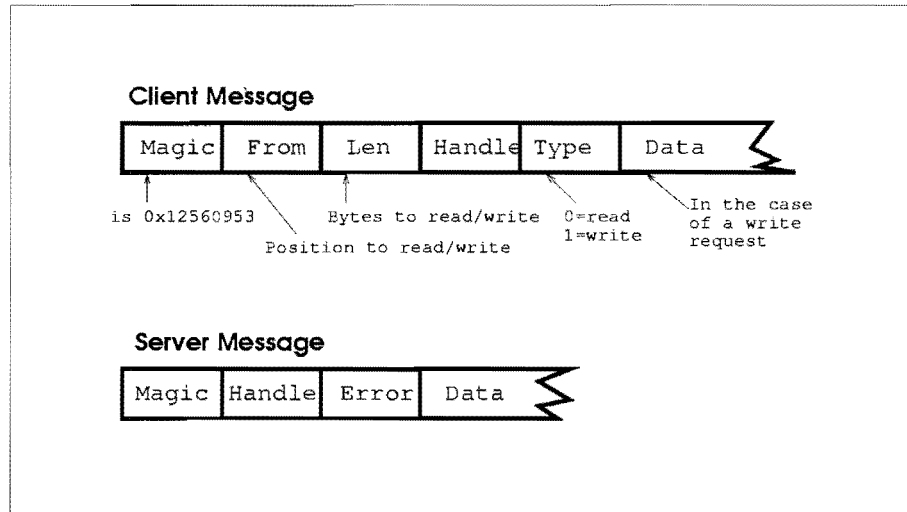 Client Message
Magic From Len Handle Type Data
is 0x12560953
Bytes to read/write
0=read
1=write
In the case
of a write
request
Position to read/write
Server Message
Magic Handle Error Data